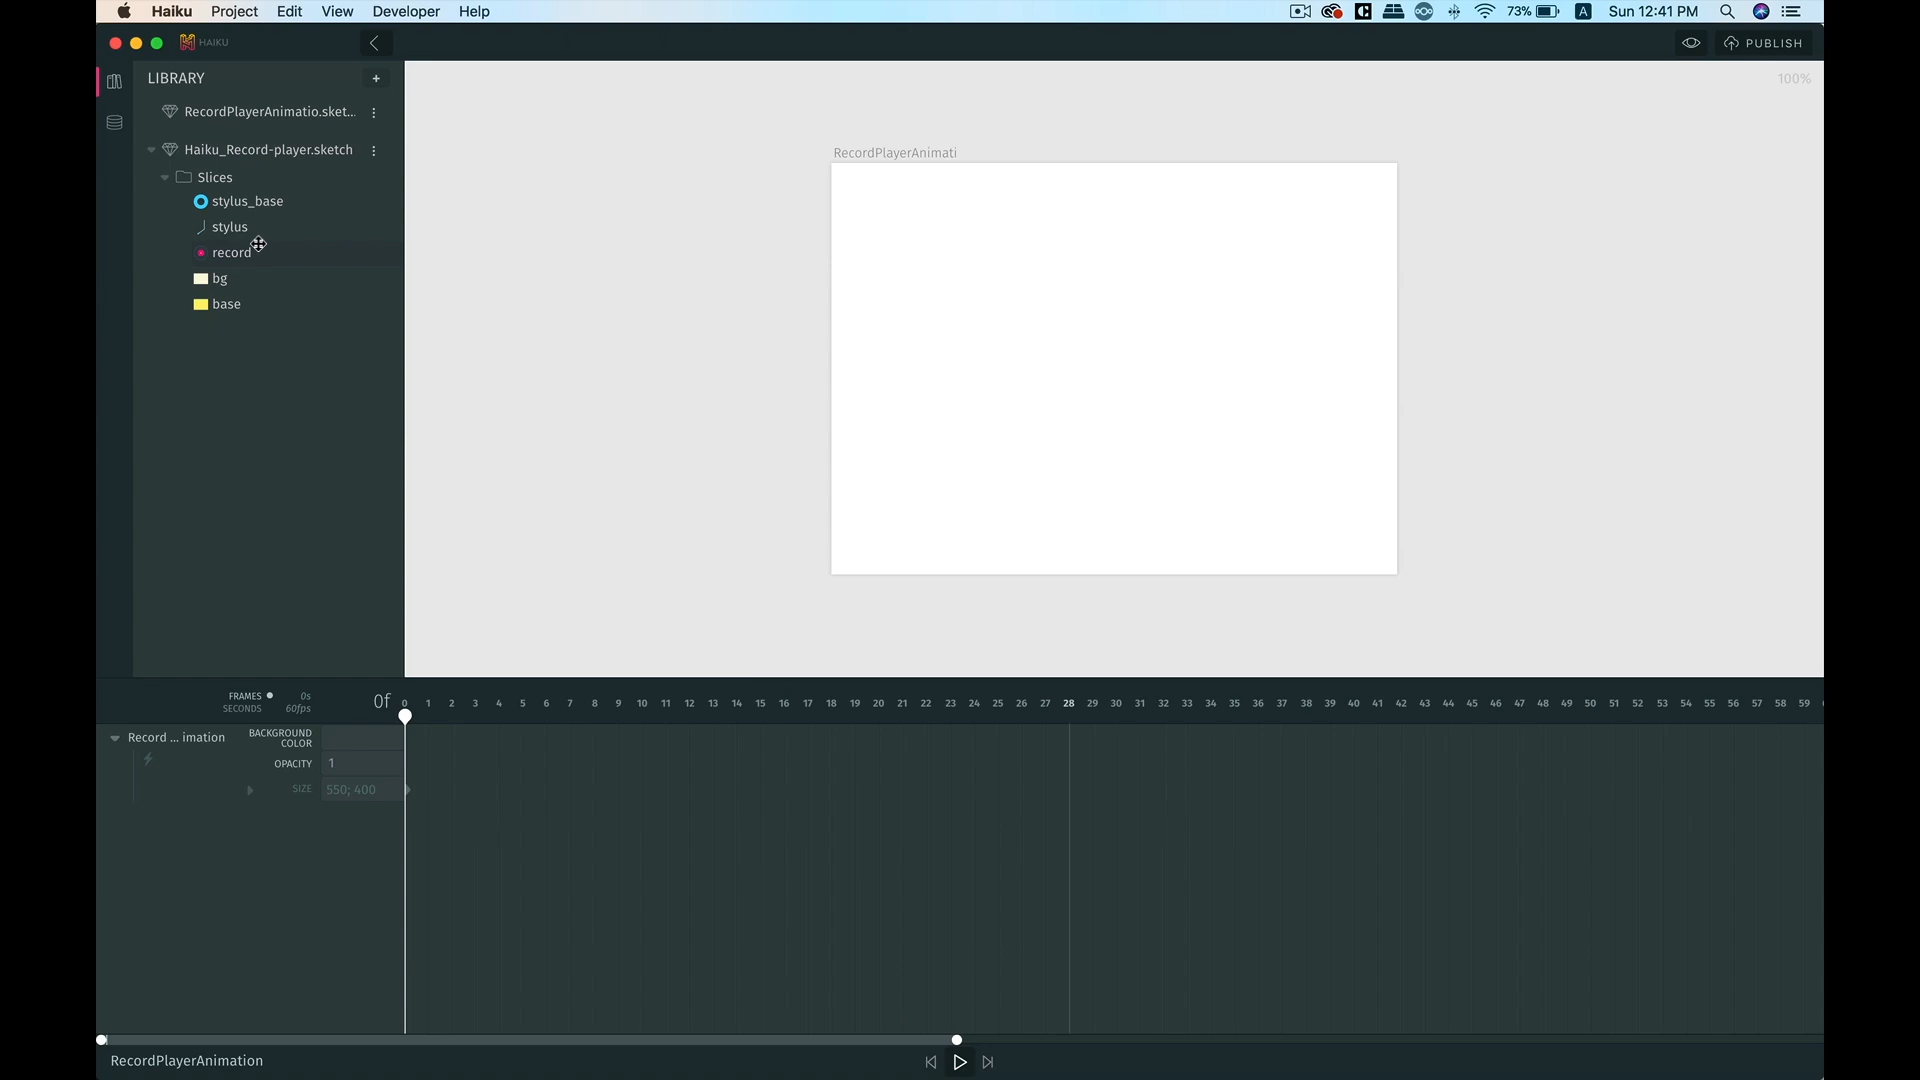 Haiku Project Edit View Developer Help 73% A Sun 12:41 PM
HAIKU PUBLISH
LIBRARY +
100%
RecordPlayerAnimatio.sket...
Haiku_Record-player.sketch
RecordPlayerAnimati
Slices
stylus_base
stylus
record
bg
base
FRAMES 0s
SECONDS 60fps
0f 0 1 2 3 4 5 6 7 8 9 10 11 12 13 14 15 16 17 18 19 20 21 22 23 24 25 26 27 28 29 30 31 32 33 34 35 36 37 38 39 40 41 42 43 44 45 46 47 48 49 50 51 52 53 54 55 56 57 58 59
Record ... imation
BACKGROUND
COLOR
OPACITY 1
SIZE 550; 400
RecordPlayerAnimation